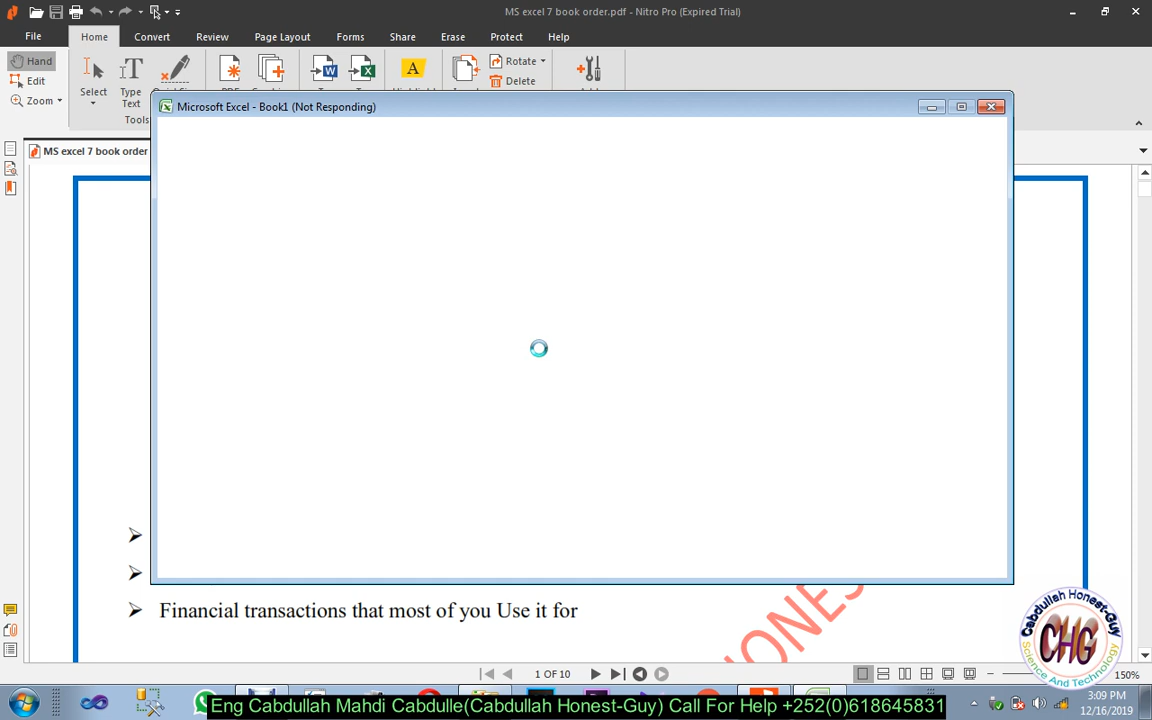 MS excel 7 book order.pdf - Nitro Pro (Expired Trial)
File Home Convert Review Page Layout Forms Share Erase Protect Help
Hand
Edit
Zoom
Select
Type
Text
Tools
Rotate
Delete
Microsoft Excel - Book1 (Not Responding)
MS excel 7 book order
Financial transactions that most of you Use it for
HONES
1 OF 10
150%
Cabdullah Honest-Guy
CHG
Science And Technology
Eng Cabdullah Mahdi Cabdulle(Cabdullah Honest-Guy) Call For Help +252(0)618645831
3:09 PM
12/16/2019